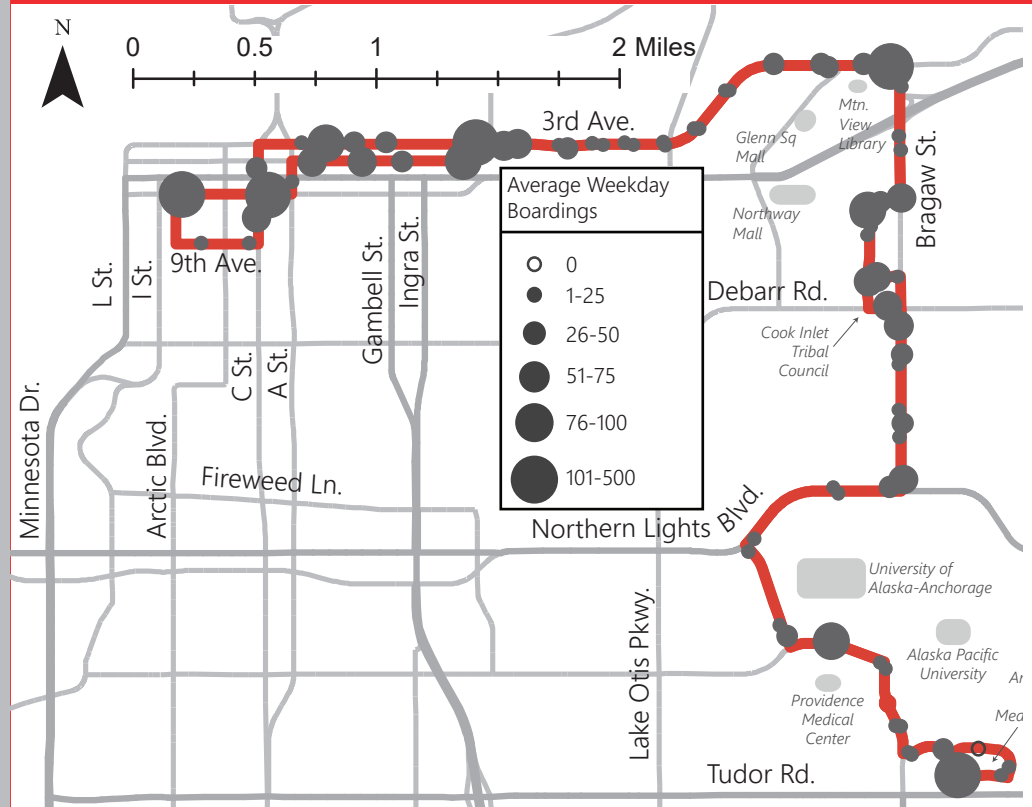 N
0 0.5 1 2 Miles
3rd Ave.
Glenn Sq
Mall
Mtn.
View
Library
Northway
Mall
Bragaw St.
Average Weekday
Boardings
0
1-25
26-50
51-75
76-100
101-500
9th Ave.
L St.
I St.
C St.
A St.
Gambell St.
Ingra St.
Debarr Rd.
Cook Inlet
Tribal
Council
Minnesota Dr.
Arctic Blvd.
Fireweed Ln.
Northern Lights Blvd.
University of
Alaska-Anchorage
Alaska Pacific
University
Lake Otis Pkwy.
Providence
Medical
Center
An
Med
Tudor Rd.